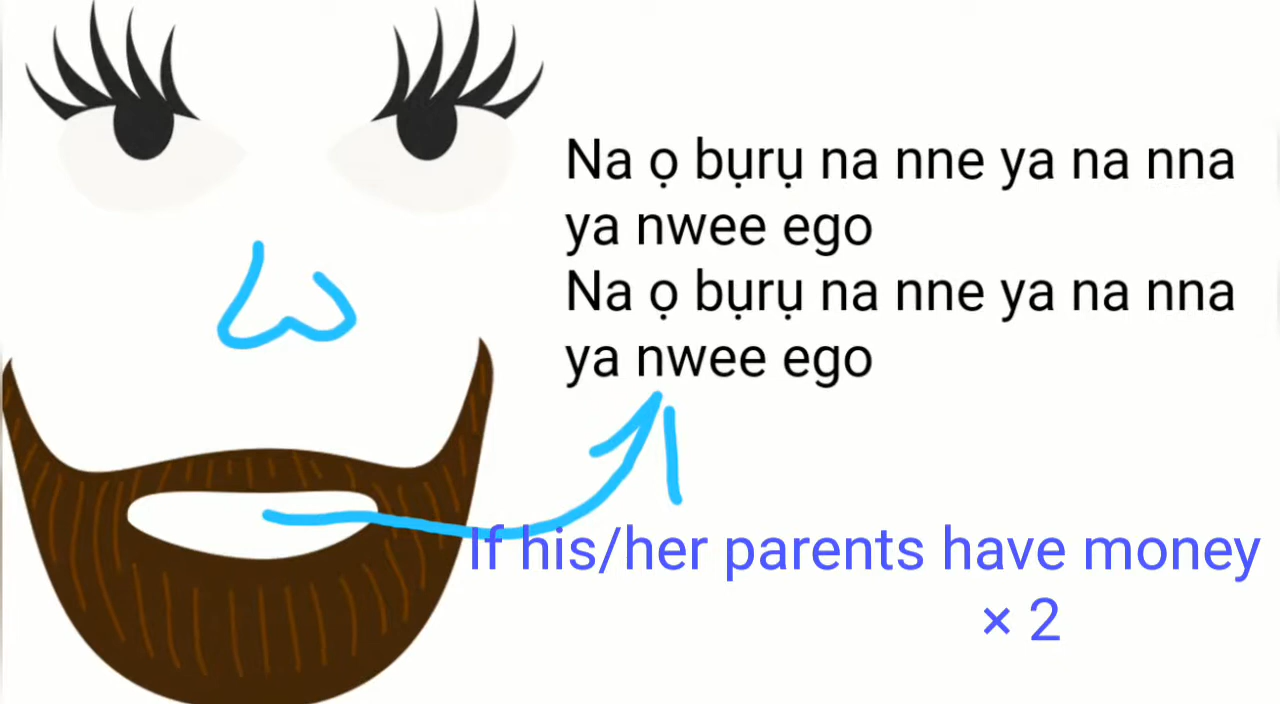 Na ọ bụrụ na nne ya na nna
ya nwee ego
Na ọ bụrụ na nne ya na nna
ya nwee ego
If his/her parents have money
× 2